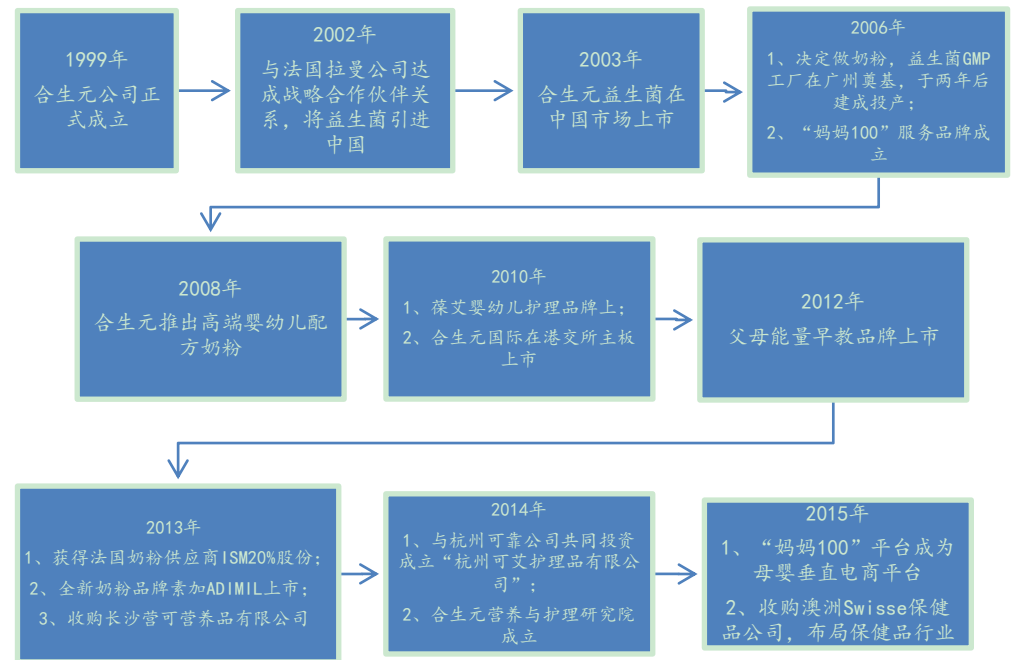 1999年
合生元公司正
式成立
2002年
与法国拉曼公司达
成战略合作伙伴关
系，将益生菌引进
中国
2003年
合生元益生菌在
中国市场上市
2006年
1、决定做奶粉，益生菌GMP
工厂在广州奠基，于两年后
建成投产；
2、“妈妈100”服务品牌成
立
2008年
合生元推出高端婴幼儿配
方奶粉
2010年
1、葆艾婴幼儿护理品牌上；
2、合生元国际在港交所主板
上市
2012年
父母能量早教品牌上市
2013年
1、获得法国奶粉供应商ISM20%股份；
2、全新奶粉品牌素加ADIMIL上市；
3、收购长沙营可营养品有限公司
2014年
1、与杭州可靠公司共同投资
成立“杭州可艾护理品有限公
司”；
2、合生元营养与护理研究院
成立
2015年
1、“妈妈100”平台成为
母婴垂直电商平台
2、收购澳洲Swisse保健
品公司，布局保健品行业